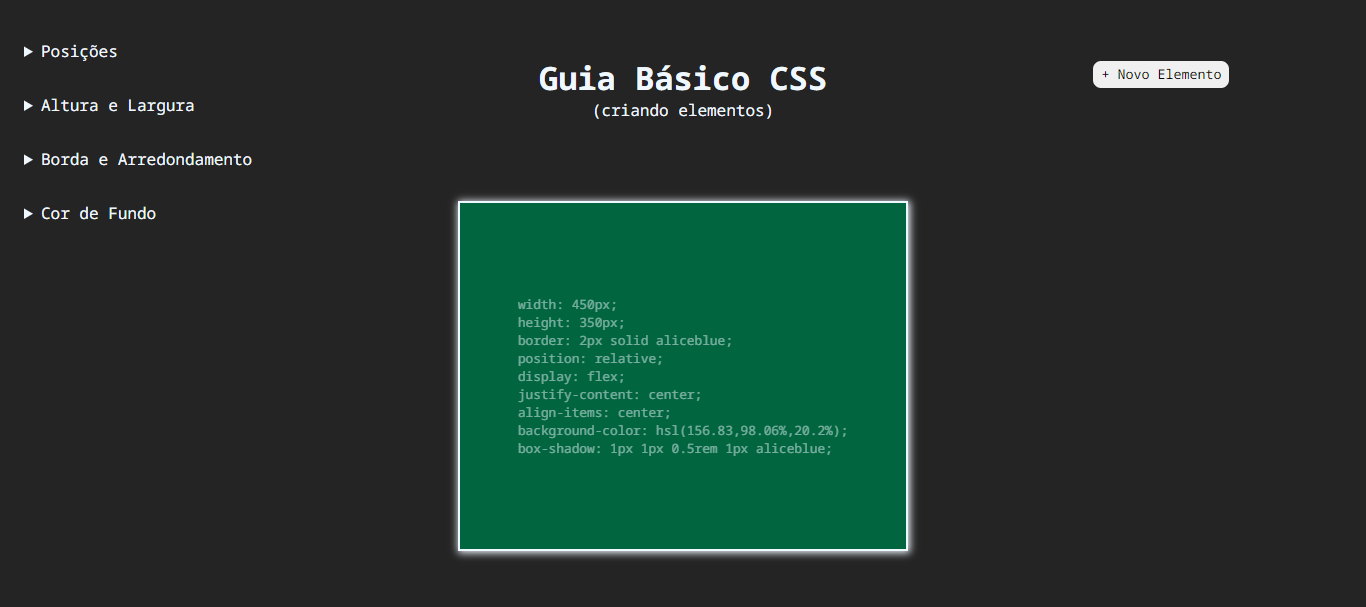 Posições
Altura e Largura
Borda e Arredondamento
Cor de Fundo
Guia Básico CSS
(criando elementos)
+ Novo Elemento
width: 450px;
height: 350px;
border: 2px solid aliceblue;
position: relative;
display: flex;
justify-content: center;
align-items: center;
background-color: hsl(156.83,98.06%,20.2%);
box-shadow: 1px 1px 0.5rem 1px aliceblue;